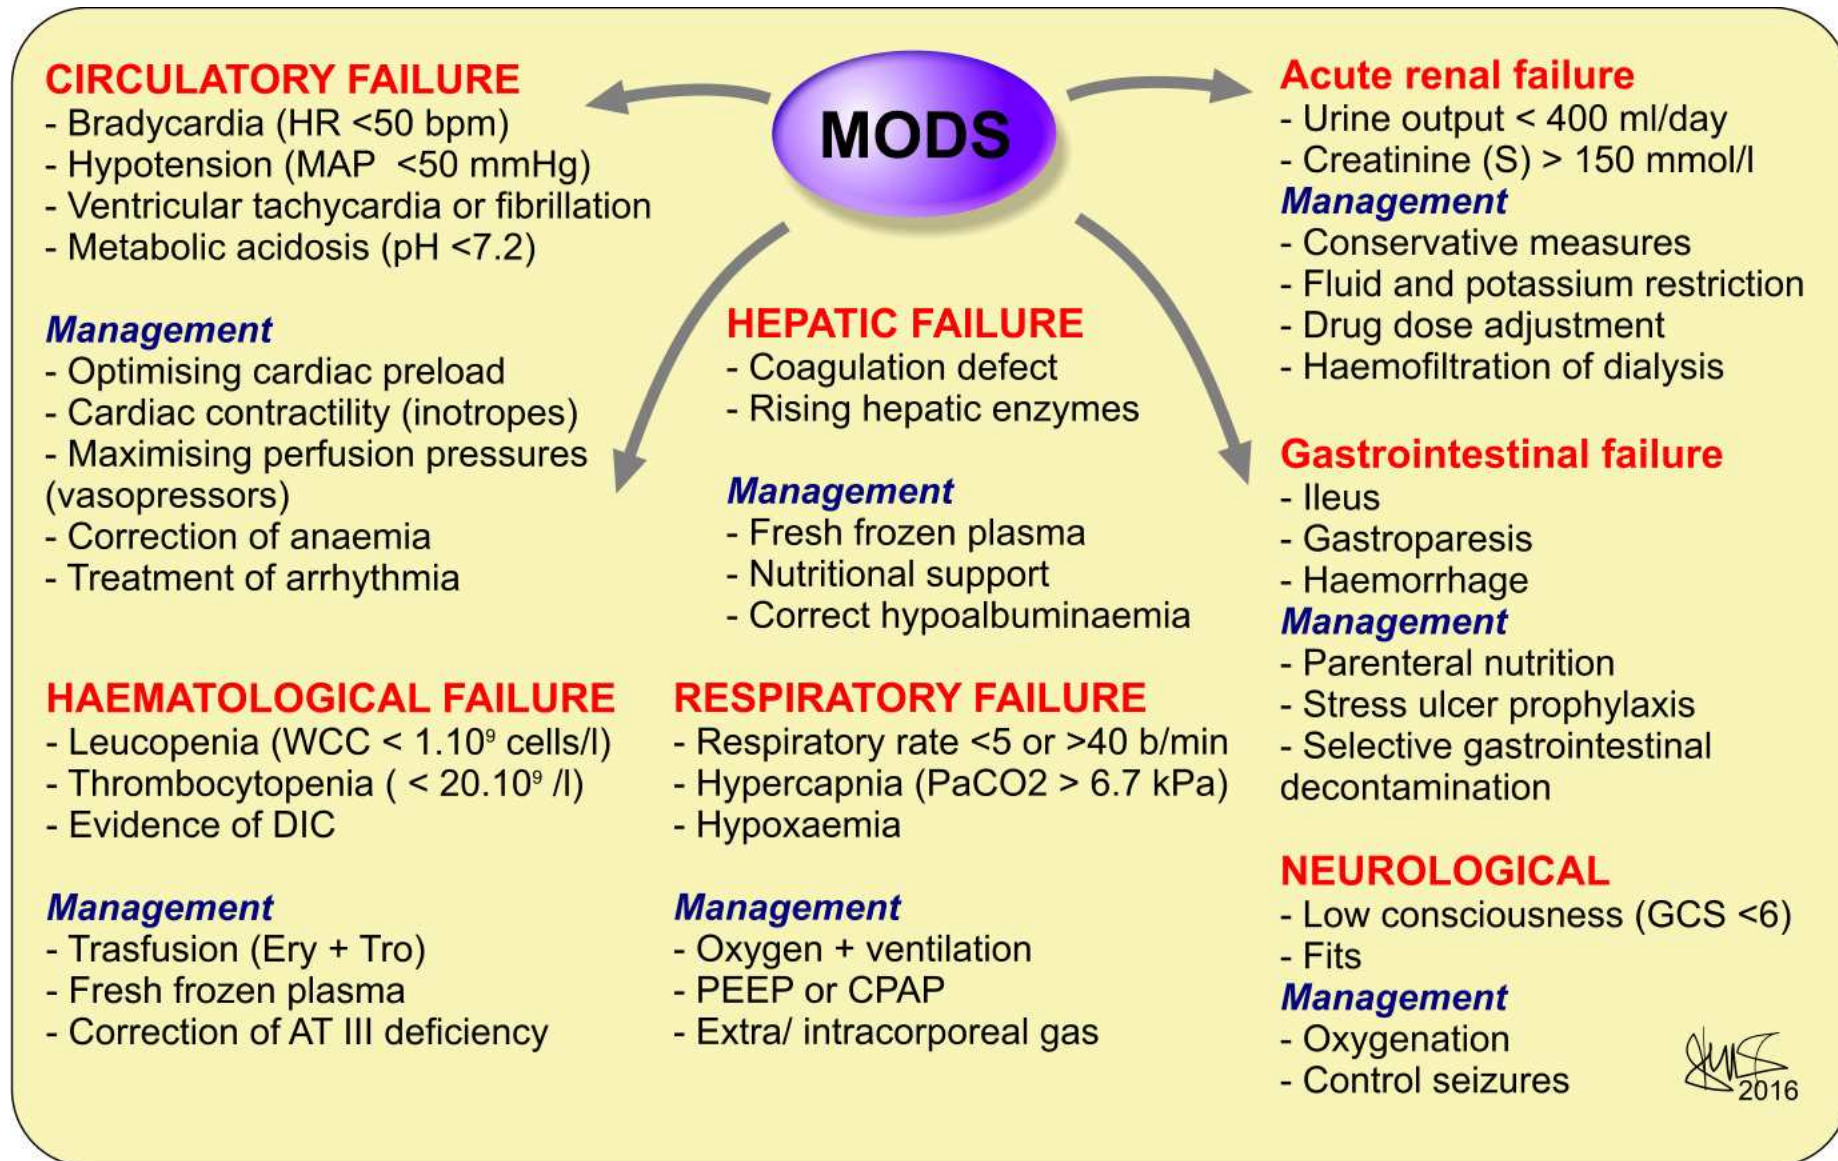 MODS
CIRCULATORY FAILURE
- Bradycardia (HR <50 bpm)
- Hypotension (MAP <50 mmHg)
- Ventricular tachycardia or fibrillation
- Metabolic acidosis (pH <7.2)
Management
- Optimising cardiac preload
- Cardiac contractility (inotropes)
- Maximising perfusion pressures
(vasopressors)
- Correction of anaemia
- Treatment of arrhythmia
HEPATIC FAILURE
- Coagulation defect
- Rising hepatic enzymes
Management
- Fresh frozen plasma
- Nutritional support
- Correct hypoalbuminaemia
HAEMATOLOGICAL FAILURE
- Leucopenia (WCC < 1.10⁹ cells/l)
- Thrombocytopenia ( < 20.10⁹ /l)
- Evidence of DIC
Management
- Trasfusion (Ery + Tro)
- Fresh frozen plasma
- Correction of AT III deficiency
RESPIRATORY FAILURE
- Respiratory rate <5 or >40 b/min
- Hypercapnia (PaCO2 > 6.7 kPa)
- Hypoxaemia
Management
- Oxygen + ventilation
- PEEP or CPAP
- Extra/ intracorporeal gas
Acute renal failure
- Urine output < 400 ml/day
- Creatinine (S) > 150 mmol/l
Management
- Conservative measures
- Fluid and potassium restriction
- Drug dose adjustment
- Haemofiltration of dialysis
Gastrointestinal failure
- Ileus
- Gastroparesis
- Haemorrhage
Management
- Parenteral nutrition
- Stress ulcer prophylaxis
- Selective gastrointestinal
decontamination
NEUROLOGICAL
- Low consciousness (GCS <6)
- Fits
Management
- Oxygenation
- Control seizures
2016